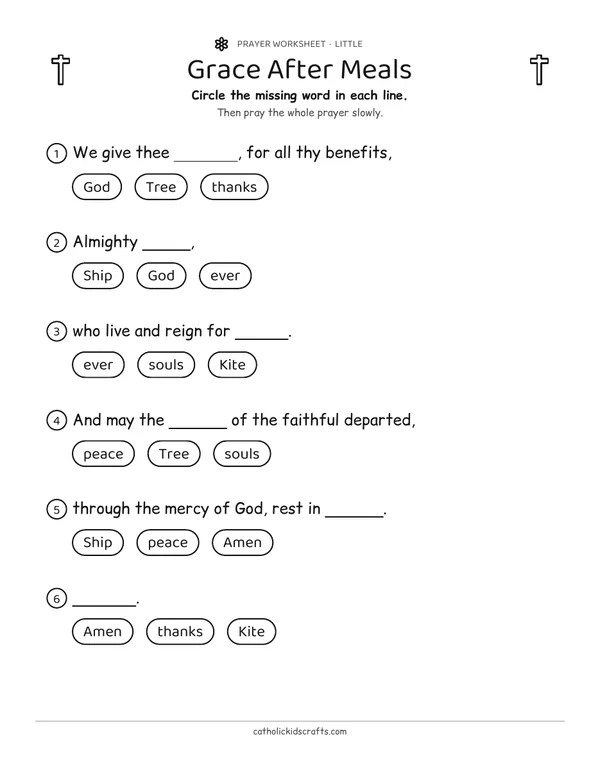 PRAYER WORKSHEET · LITTLE
Grace After Meals
Circle the missing word in each line.
Then pray the whole prayer slowly.
1 We give thee _______, for all thy benefits,
God Tree thanks
2 Almighty _____,
Ship God ever
3 who live and reign for ______.
ever souls Kite
4 And may the ______ of the faithful departed,
peace Tree souls
5 through the mercy of God, rest in ______.
Ship peace Amen
6 _______.
Amen thanks Kite
catholickidscrafts.com